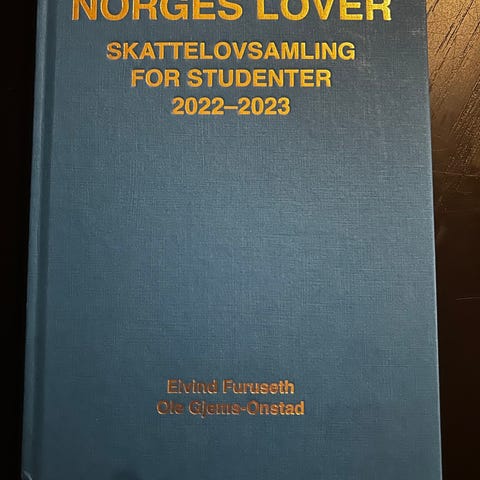 NORGES LOVER
SKATTELOVSAMLING
FOR STUDENTER
2022–2023
Eivind Furuseth
Ole Gjems-Onstad